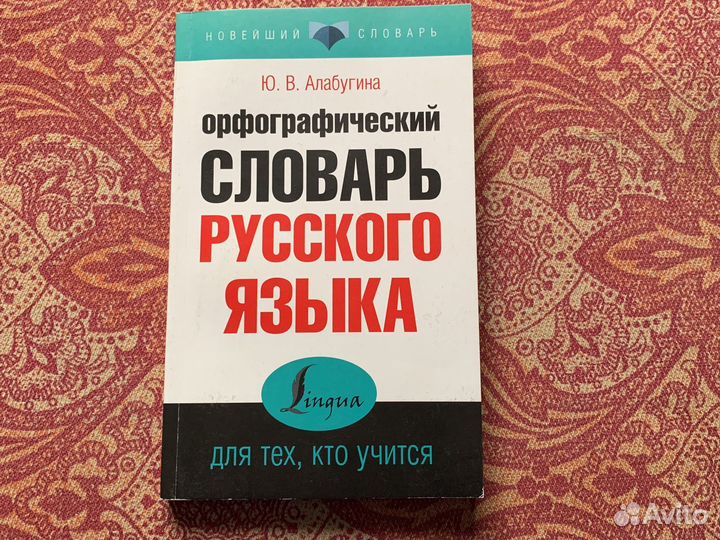 НОВЕЙШИЙ СЛОВАРЬ
Ю. В. Алабугина
орфографический
СЛОВАРЬ
РУССКОГО
ЯЗЫКА
Lingua
для тех, кто учится
Avito